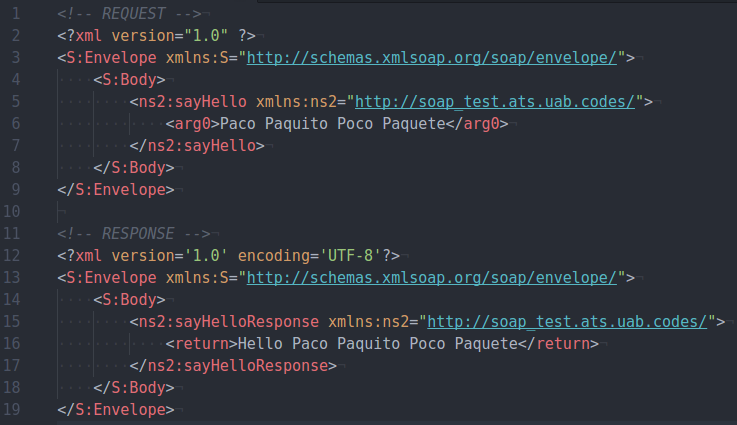 1 <!-- REQUEST -->
2 <?xml version="1.0" ?>
3 <S:Envelope xmlns:S="http://schemas.xmlsoap.org/soap/envelope/">
4     <S:Body>
5         <ns2:sayHello xmlns:ns2="http://soap_test.ats.uab.codes/">
6             <arg0>Paco Paquito Poco Paquete</arg0>
7         </ns2:sayHello>
8     </S:Body>
9 </S:Envelope>
10
11 <!-- RESPONSE -->
12 <?xml version='1.0' encoding='UTF-8'?>
13 <S:Envelope xmlns:S="http://schemas.xmlsoap.org/soap/envelope/">
14     <S:Body>
15         <ns2:sayHelloResponse xmlns:ns2="http://soap_test.ats.uab.codes/">
16             <return>Hello Paco Paquito Poco Paquete</return>
17         </ns2:sayHelloResponse>
18     </S:Body>
19 </S:Envelope>